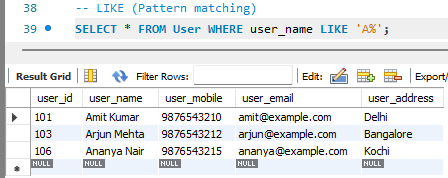 38 -- LIKE (Pattern matching)
39 SELECT * FROM User WHERE user_name LIKE 'A%';
Result Grid Filter Rows: Edit: Export/
user_id user_name user_mobile user_email user_address
101 Amit Kumar 9876543210 amit@example.com Delhi
103 Arjun Mehta 9876543212 arjun@example.com Bangalore
106 Ananya Nair 9876543215 ananya@example.com Kochi
NULL NULL NULL NULL NULL